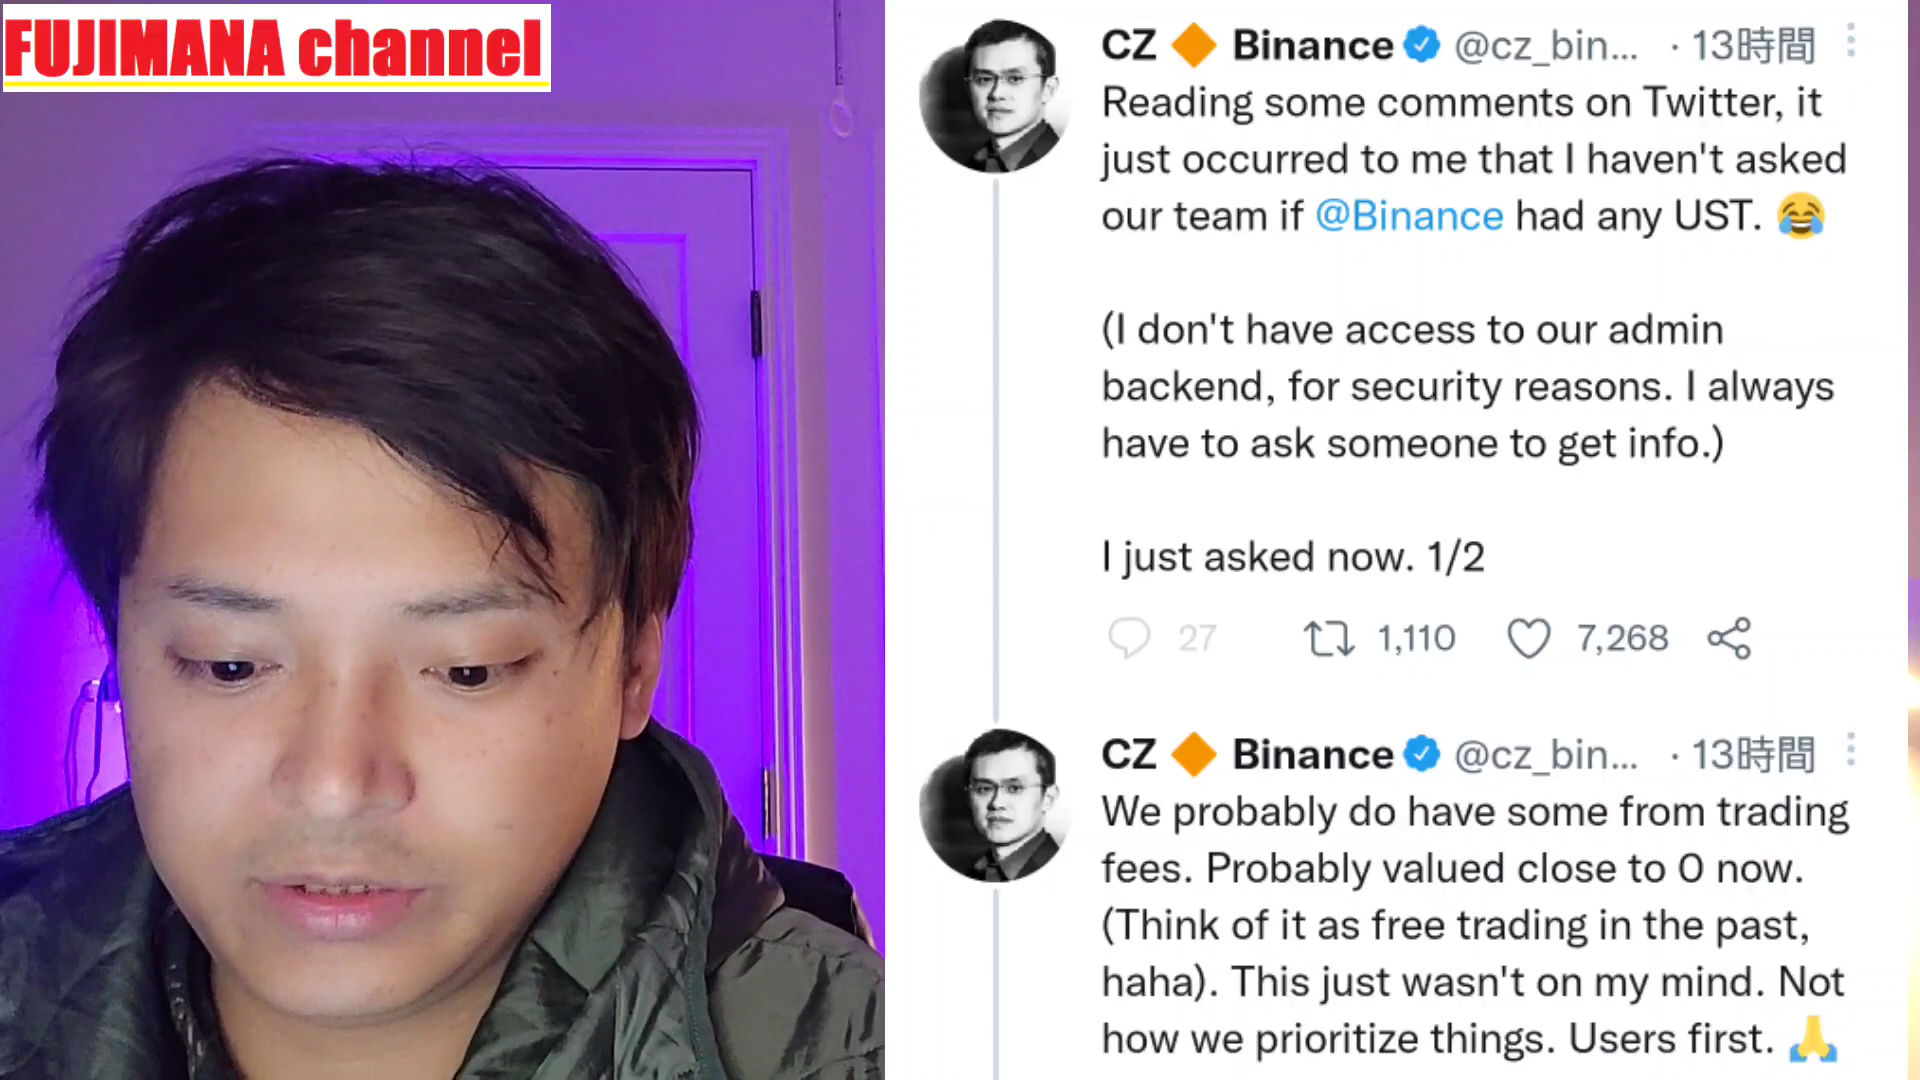 FUJIMANA channel
CZ 🔶 Binance @cz_bin... · 13時間
Reading some comments on Twitter, it
just occurred to me that I haven't asked
our team if @Binance had any UST. 😂
(I don't have access to our admin
backend, for security reasons. I always
have to ask someone to get info.)
I just asked now. 1/2
27 1,110 7,268
CZ 🔶 Binance @cz_bin... · 13時間
We probably do have some from trading
fees. Probably valued close to 0 now.
(Think of it as free trading in the past,
haha). This just wasn't on my mind. Not
how we prioritize things. Users first. 🙏